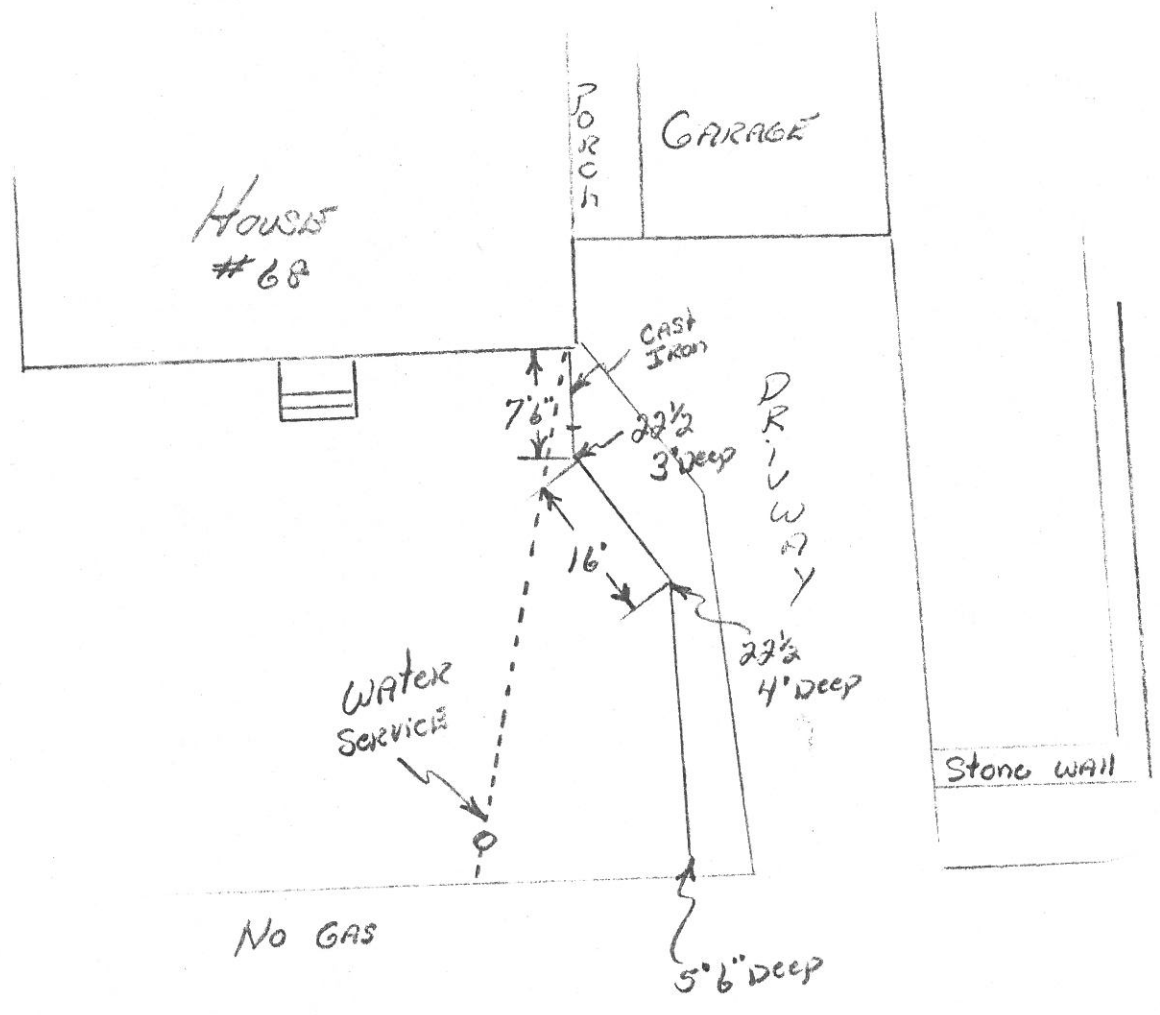 PORCh
GARAGE
HOUSE
#68
CAST
IRON
7'6"
22½
3' Deep
DRIVWAY
16'
22½
4' Deep
WATER
SERVICE
Stone WAll
NO GAS
5'6" Deep